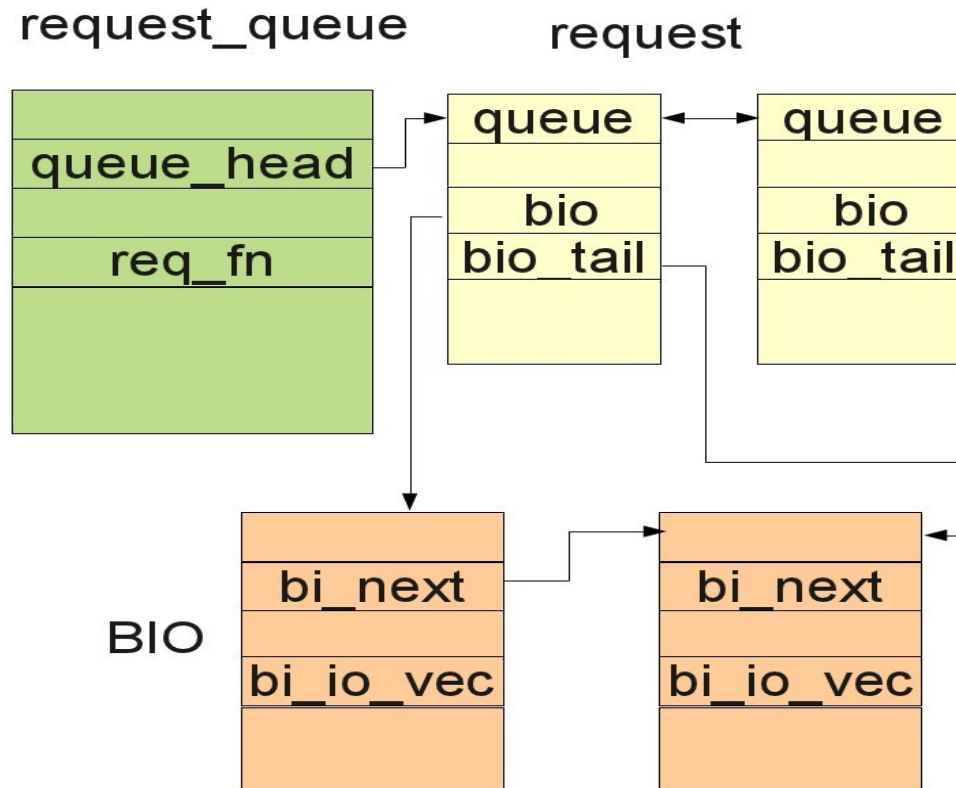 request_queue
request
queue_head
req_fn
queue
bio
bio_tail
queue
bio
bio_tail
BIO
bi_next
bi_io_vec
bi_next
bi_io_vec